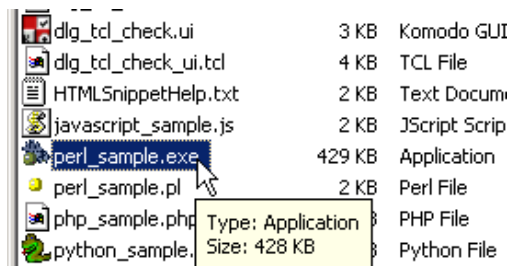 dlg_tcl_check.ui 3 KB Komodo GUI
dlg_tcl_check_ui.tcl 4 KB TCL File
HTMLSnippetHelp.txt 2 KB Text Docum
javascript_sample.js 2 KB JScript Scrip
perl_sample.exe 429 KB Application
perl_sample.pl 2 KB Perl File
php_sample.php PHP File
python_sample. Python File
Type: Application
Size: 428 KB